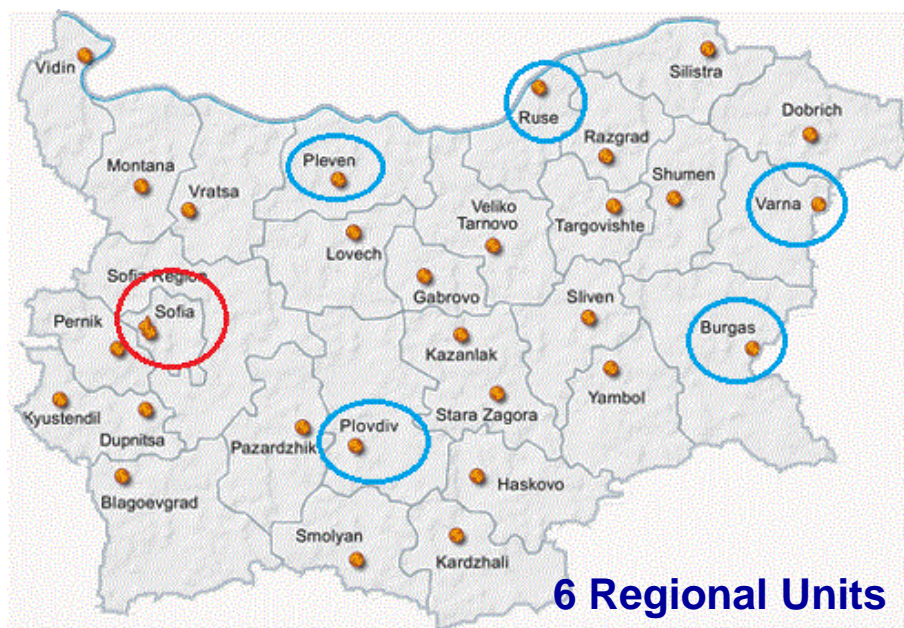 Vidin
Silistra
Ruse
Dobrich
Razgrad
Pleven
Montana
Shumen
Vratsa
Varna
Veliko
Tarnovo
Targovishte
Lovech
Sofia Region
Gabrovo
Sliven
Sofia
Pernik
Burgas
Kazanlak
Yambol
Kyustendil
Stara Zagora
Plovdiv
Dupnitsa
Pazardzhik
Haskovo
Blagoevgrad
Smolyan
Kardzhali
6 Regional Units